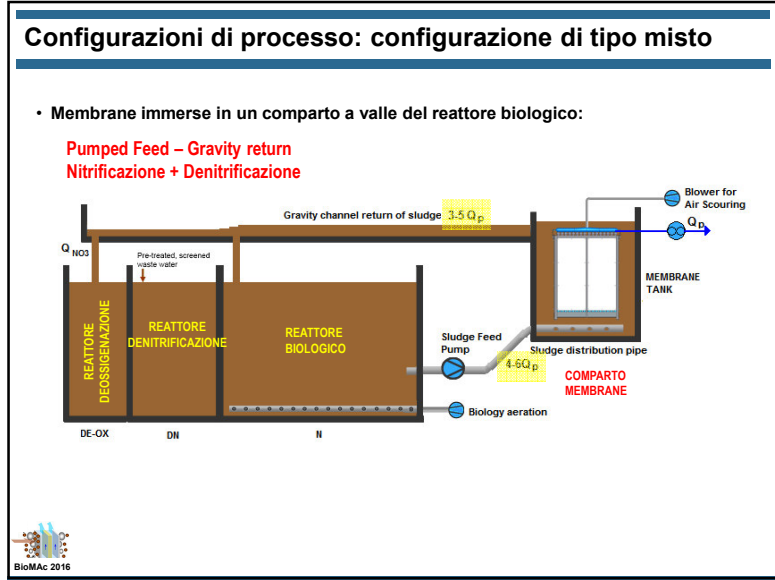 Configurazioni di processo: configurazione di tipo misto
• Membrane immerse in un comparto a valle del reattore biologico:
Pumped Feed – Gravity return
Nitrificazione + Denitrificazione
Blower for
Air Scouring
Gravity channel return of sludge 3-5 Qp
Qp
Q NO3
Pre-treated, screened
waste water
MEMBRANE
TANK
REATTORE
DEOSSIGENAZIONE
REATTORE
DENITRIFICAZIONE
REATTORE
BIOLOGICO
Sludge Feed
Pump
Sludge distribution pipe
4-6Qp
COMPARTO
MEMBRANE
Biology aeration
DE-OX
DN
N
BioMAc 2016